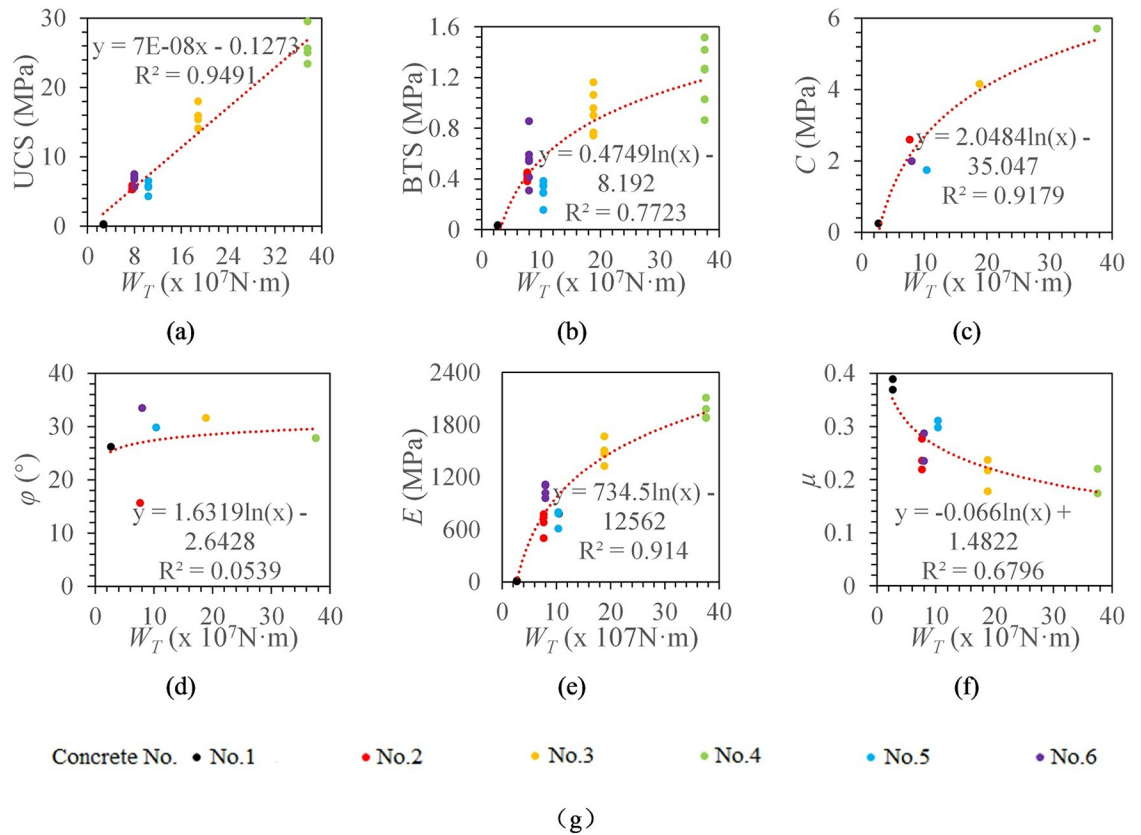 (a)
30
20
10
0
UCS (MPa)
y = 7E-08x - 0.1273
R² = 0.9491
0 8 16 24 32 40
W_T (x 10⁷N·m)
(b)
1.6
1.2
0.8
0.4
0
BTS (MPa)
y = 0.4749ln(x) -
8.192
R² = 0.7723
0 10 20 30 40
W_T (x 10⁷N·m)
(c)
6
4
2
0
C (MPa)
y = 2.0484ln(x) -
35.047
R² = 0.9179
0 10 20 30 40
W_T (x 10⁷N·m)
(d)
40
30
20
10
0
φ (°)
y = 1.6319ln(x) -
2.6428
R² = 0.0539
0 10 20 30 40
W_T (x 10⁷N·m)
(e)
2400
1800
1200
600
0
E (MPa)
y = 734.5ln(x) -
12562
R² = 0.914
0 10 20 30 40
W_T (x 107N·m)
(f)
0.4
0.3
0.2
0.1
0
μ
y = -0.066ln(x) +
1.4822
R² = 0.6796
0 10 20 30 40
W_T (x 10⁷N·m)
Concrete No. No.1 No.2 No.3 No.4 No.5 No.6
(g)